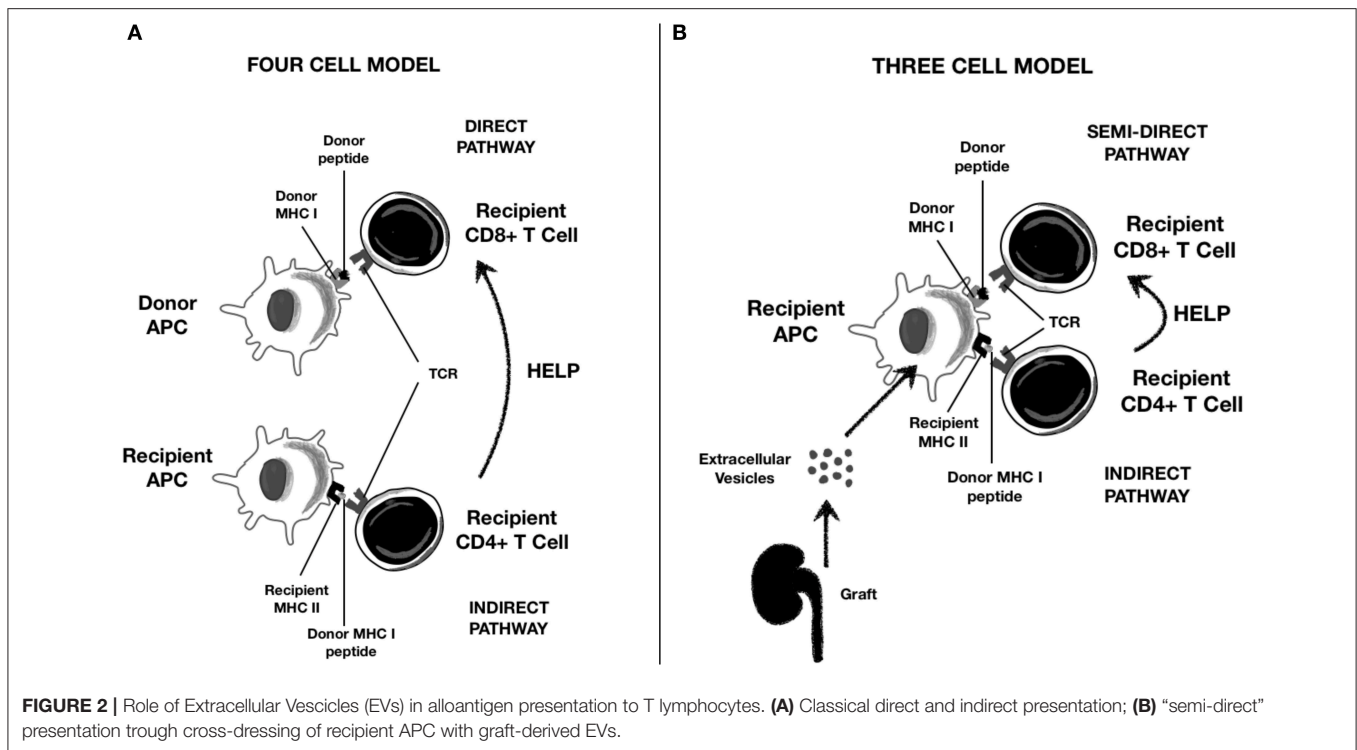 A
FOUR CELL MODEL
DIRECT
PATHWAY
Donor
peptide
Donor
MHC I
Recipient
CD8+ T Cell
Donor
APC
TCR
HELP
Recipient
APC
Recipient
CD4+ T Cell
Recipient
MHC II
Donor MHC I
peptide
INDIRECT
PATHWAY
B
THREE CELL MODEL
SEMI-DIRECT
PATHWAY
Donor
peptide
Donor
MHC I
Recipient
CD8+ T Cell
Recipient
APC
TCR
HELP
Recipient
CD4+ T Cell
Recipient
MHC II
Extracellular
Vesicles
Donor MHC I
peptide
INDIRECT
PATHWAY
Graft
FIGURE 2 | Role of Extracellular Vescicles (EVs) in alloantigen presentation to T lymphocytes. (A) Classical direct and indirect presentation; (B) “semi-direct”
presentation trough cross-dressing of recipient APC with graft-derived EVs.